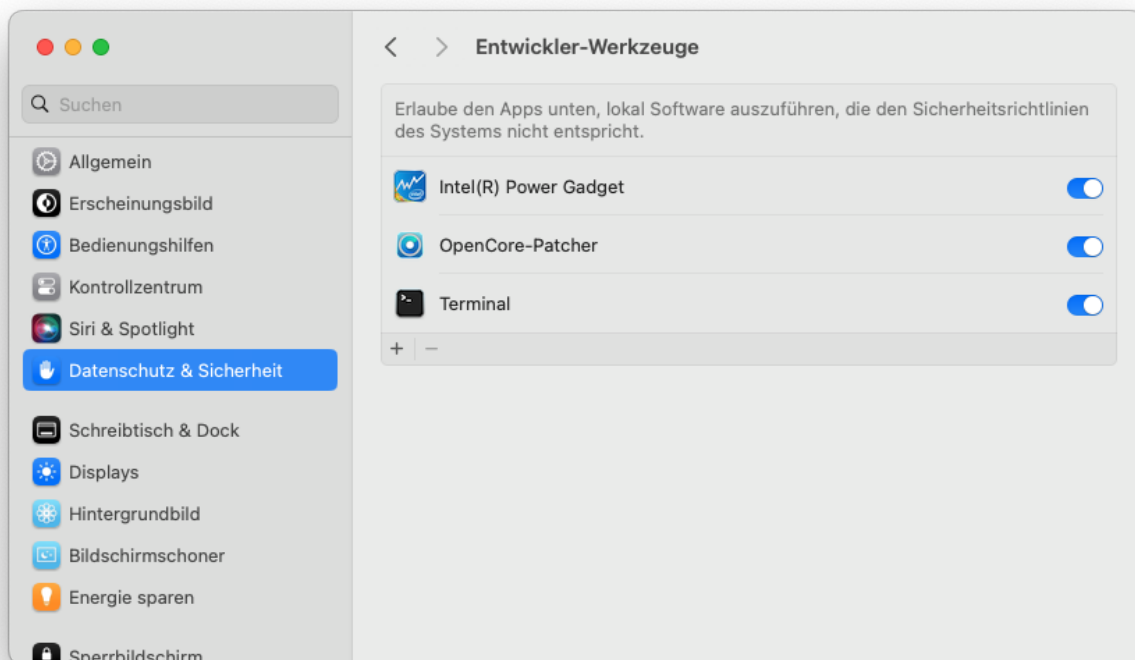 Entwickler-Werkzeuge
Suchen
Allgemein
Erscheinungsbild
Bedienungshilfen
Kontrollzentrum
Siri & Spotlight
Datenschutz & Sicherheit
Schreibtisch & Dock
Displays
Hintergrundbild
Bildschirmschoner
Energie sparen
Sperrbildschirm
Erlaube den Apps unten, lokal Software auszuführen, die den Sicherheitsrichtlinien
des Systems nicht entspricht.
Intel(R) Power Gadget
OpenCore-Patcher
Terminal